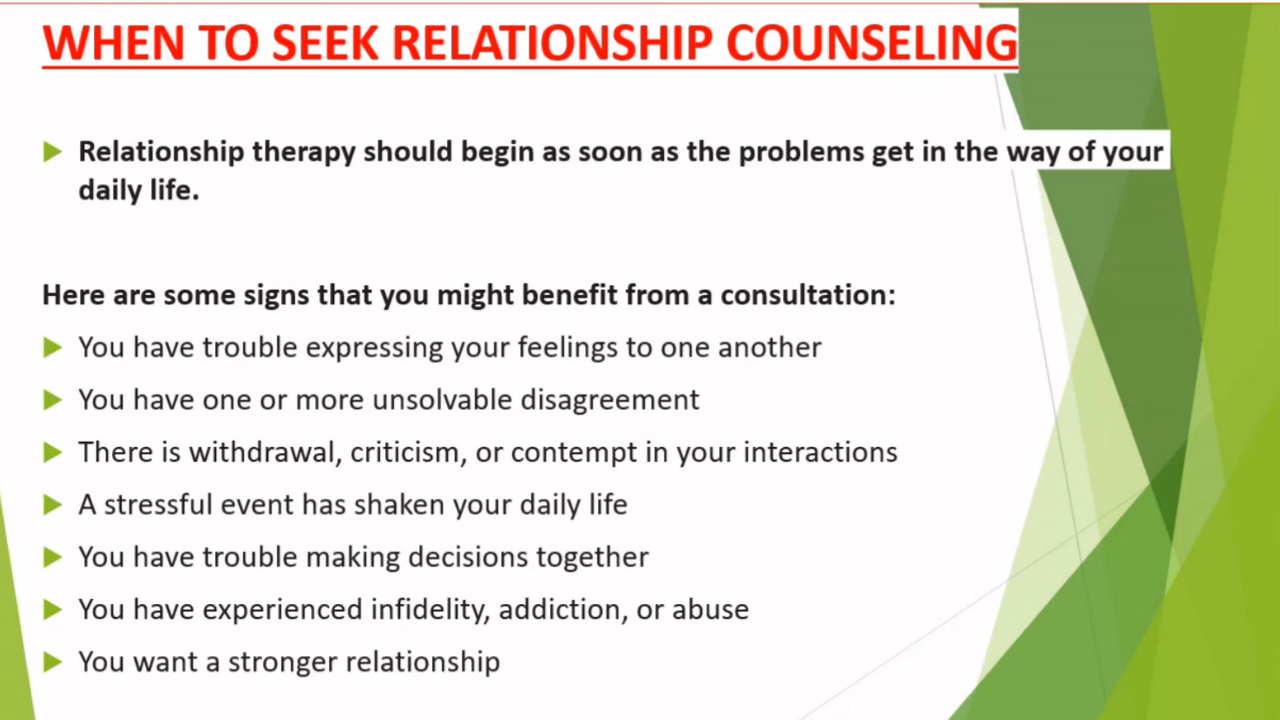 WHEN TO SEEK RELATIONSHIP COUNSELING
Relationship therapy should begin as soon as the problems get in the way of your
daily life.
Here are some signs that you might benefit from a consultation:
You have trouble expressing your feelings to one another
You have one or more unsolvable disagreement
There is withdrawal, criticism, or contempt in your interactions
A stressful event has shaken your daily life
You have trouble making decisions together
You have experienced infidelity, addiction, or abuse
You want a stronger relationship